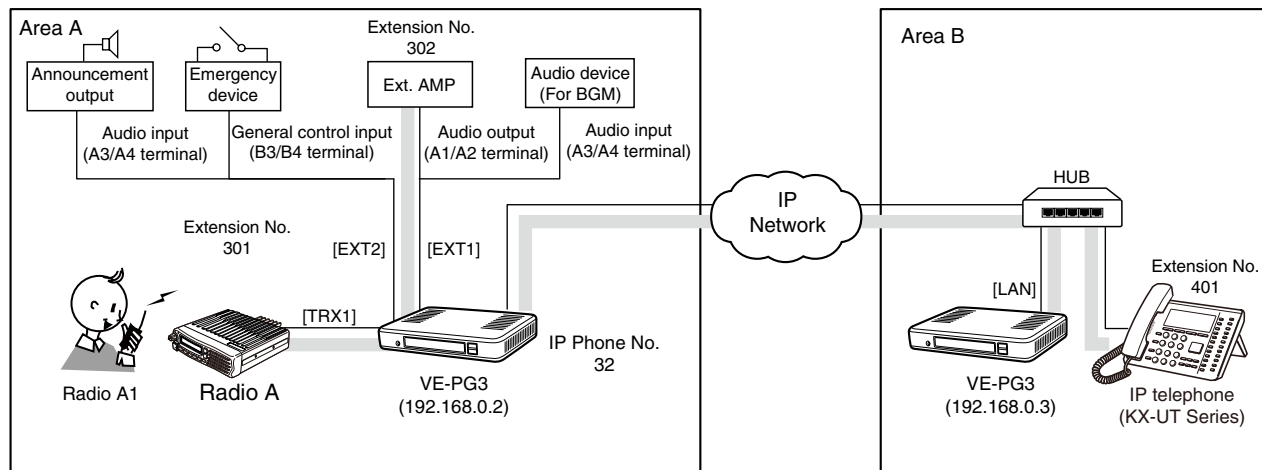 Area A
Announcement
output
Emergency
device
Extension No.
302
Ext. AMP
Audio device
(For BGM)
Audio input
(A3/A4 terminal)
General control input
(B3/B4 terminal)
Audio output
(A1/A2 terminal)
Audio input
(A3/A4 terminal)
Extension No.
301
[EXT2]
[EXT1]
[TRX1]
Radio A1
Radio A
VE-PG3
(192.168.0.2)
IP Phone No.
32
IP
Network
Area B
HUB
[LAN]
Extension No.
401
VE-PG3
(192.168.0.3)
IP telephone
(KX-UT Series)